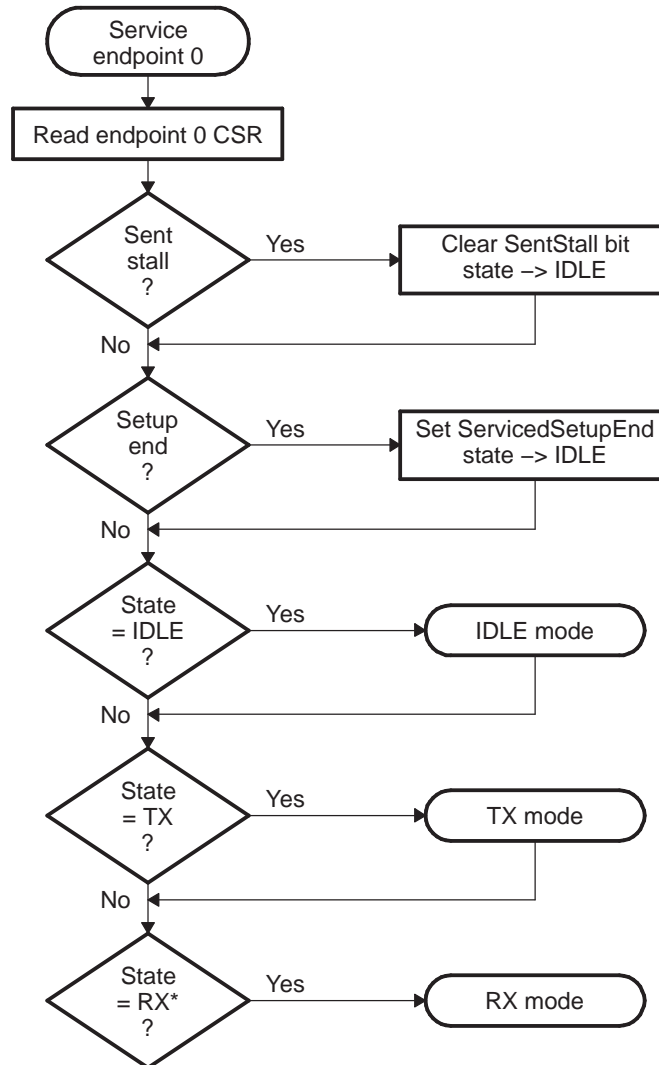 Service
endpoint 0
Read endpoint 0 CSR
Sent
stall
?
Yes
Clear SentStall bit
state –> IDLE
No
Setup
end
?
Yes
Set ServicedSetupEnd
state –> IDLE
No
State
= IDLE
?
Yes
IDLE mode
No
State
= TX
?
Yes
TX mode
No
State
= RX*
?
Yes
RX mode